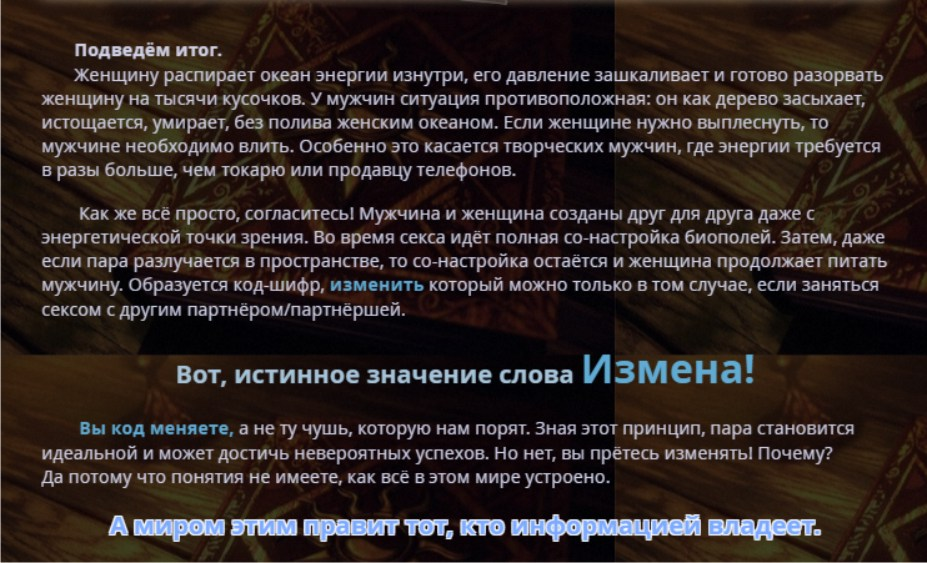 Подведём итог.
Женщину распирает океан энергии изнутри, его давление зашкаливает и готово разорвать
женщину на тысячи кусочков. У мужчин ситуация противоположная: он как дерево засыхает,
истощается, умирает, без полива женским океаном. Если женщине нужно выплеснуть, то
мужчине необходимо влить. Особенно это касается творческих мужчин, где энергии требуется
в разы больше, чем токарю или продавцу телефонов.
Как же всё просто, согласитесь! Мужчина и женщина созданы друг для друга даже с
энергетической точки зрения. Во время секса идёт полная со-настройка биополей. Затем, даже
если пара разлучается в пространстве, то со-настройка остаётся и женщина продолжает питать
мужчину. Образуется код-шифр, изменить который можно только в том случае, если заняться
сексом с другим партнёром/партнёршей.
Вот, истинное значение слова Измена!
Вы код меняете, а не ту чушь, которую нам порят. Зная этот принцип, пара становится
идеальной и может достичь невероятных успехов. Но нет, вы прётесь изменять! Почему?
Да потому что понятия не имеете, как всё в этом мире устроено.
А миром этим правит тот, кто информацией владеет.